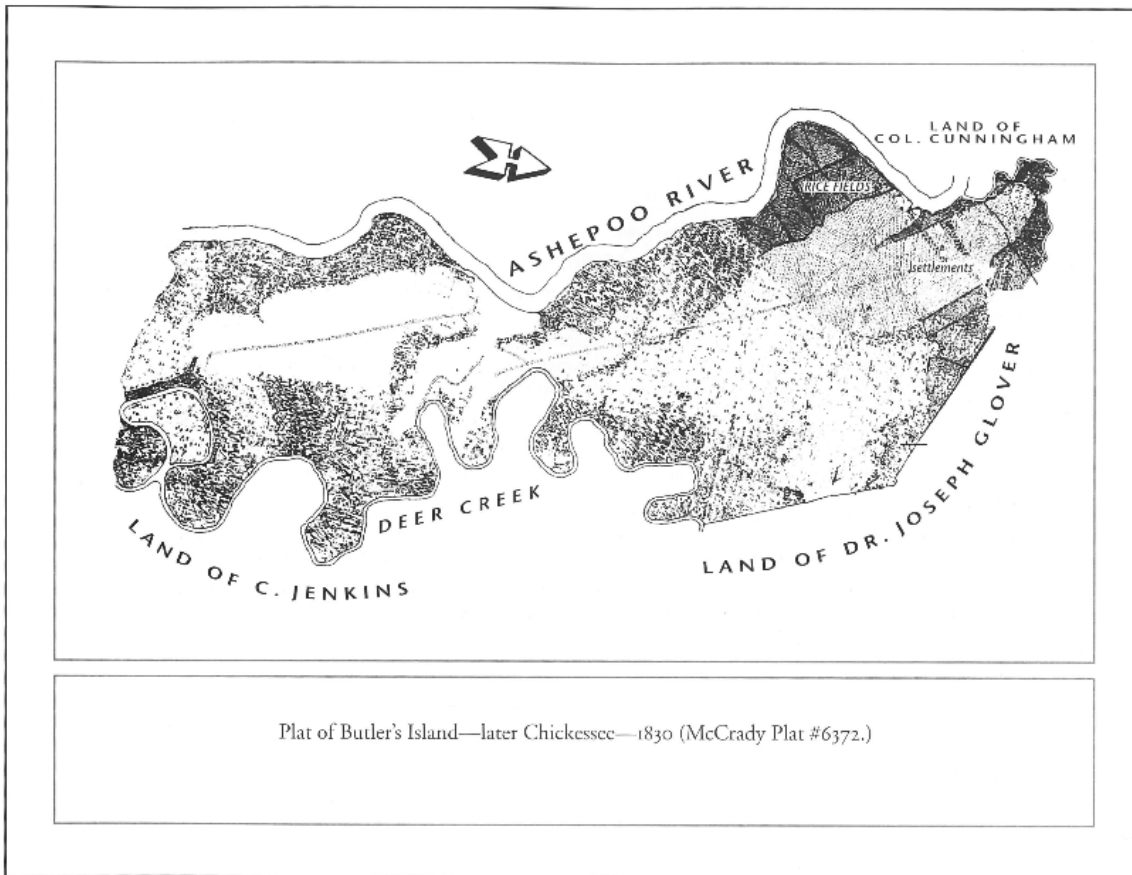 LAND OF
COL. CUNNINGHAM
N
ASHEPOO RIVER
RICE FIELDS
settlements
DEER CREEK
LAND OF C. JENKINS
LAND OF DR. JOSEPH GLOVER
Plat of Butler's Island—later Chickessee—1830 (McCrady Plat #6372.)